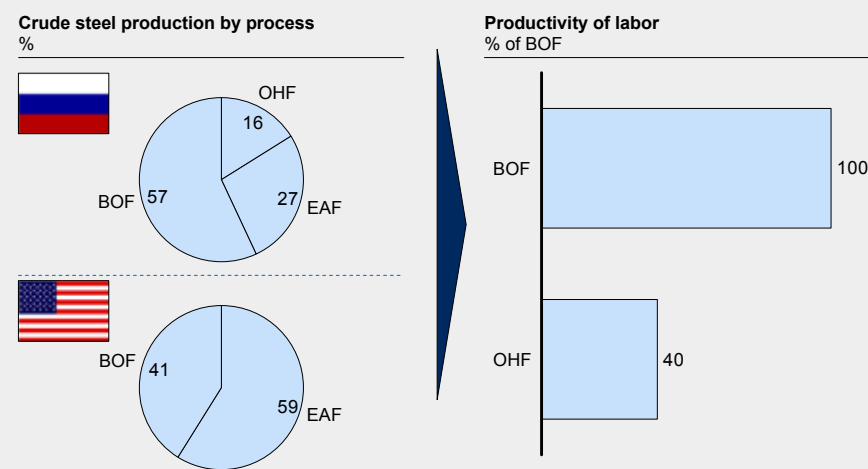 Crude steel production by process
%
OHF
16
BOF
57
27
EAF
BOF
41
59
EAF
Productivity of labor
% of BOF
BOF
100
OHF
40